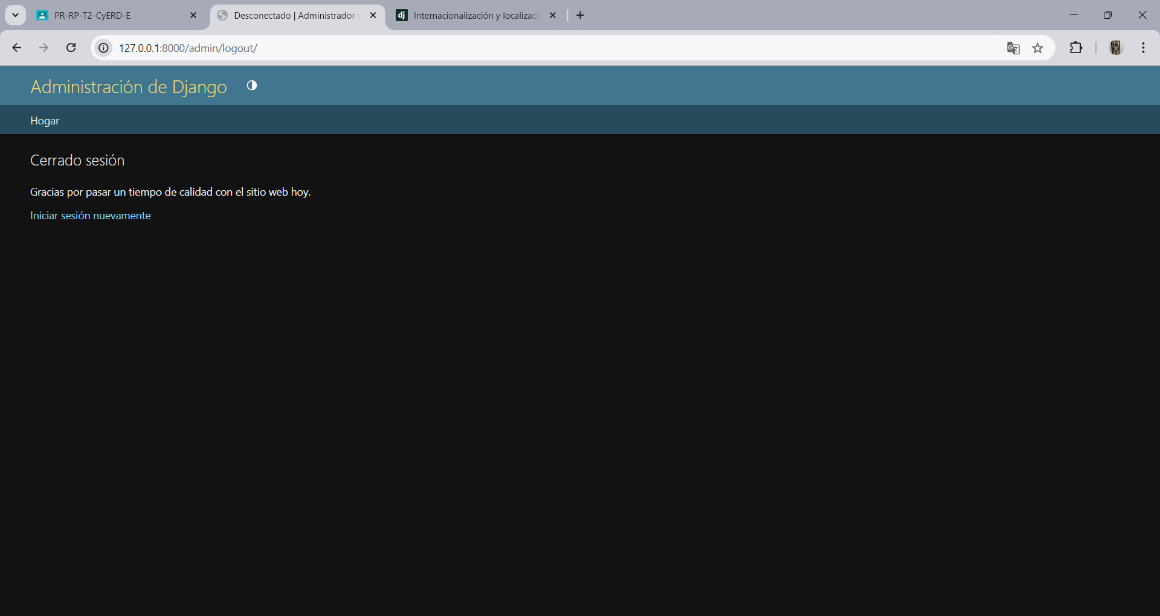 PR-RP-T2-CyERD-E
Desconectado | Administrador
Internacionalización y localizaci
127.0.0.1:8000/admin/logout/
Administración de Django
Hogar
Cerrado sesión
Gracias por pasar un tiempo de calidad con el sitio web hoy.
Iniciar sesión nuevamente